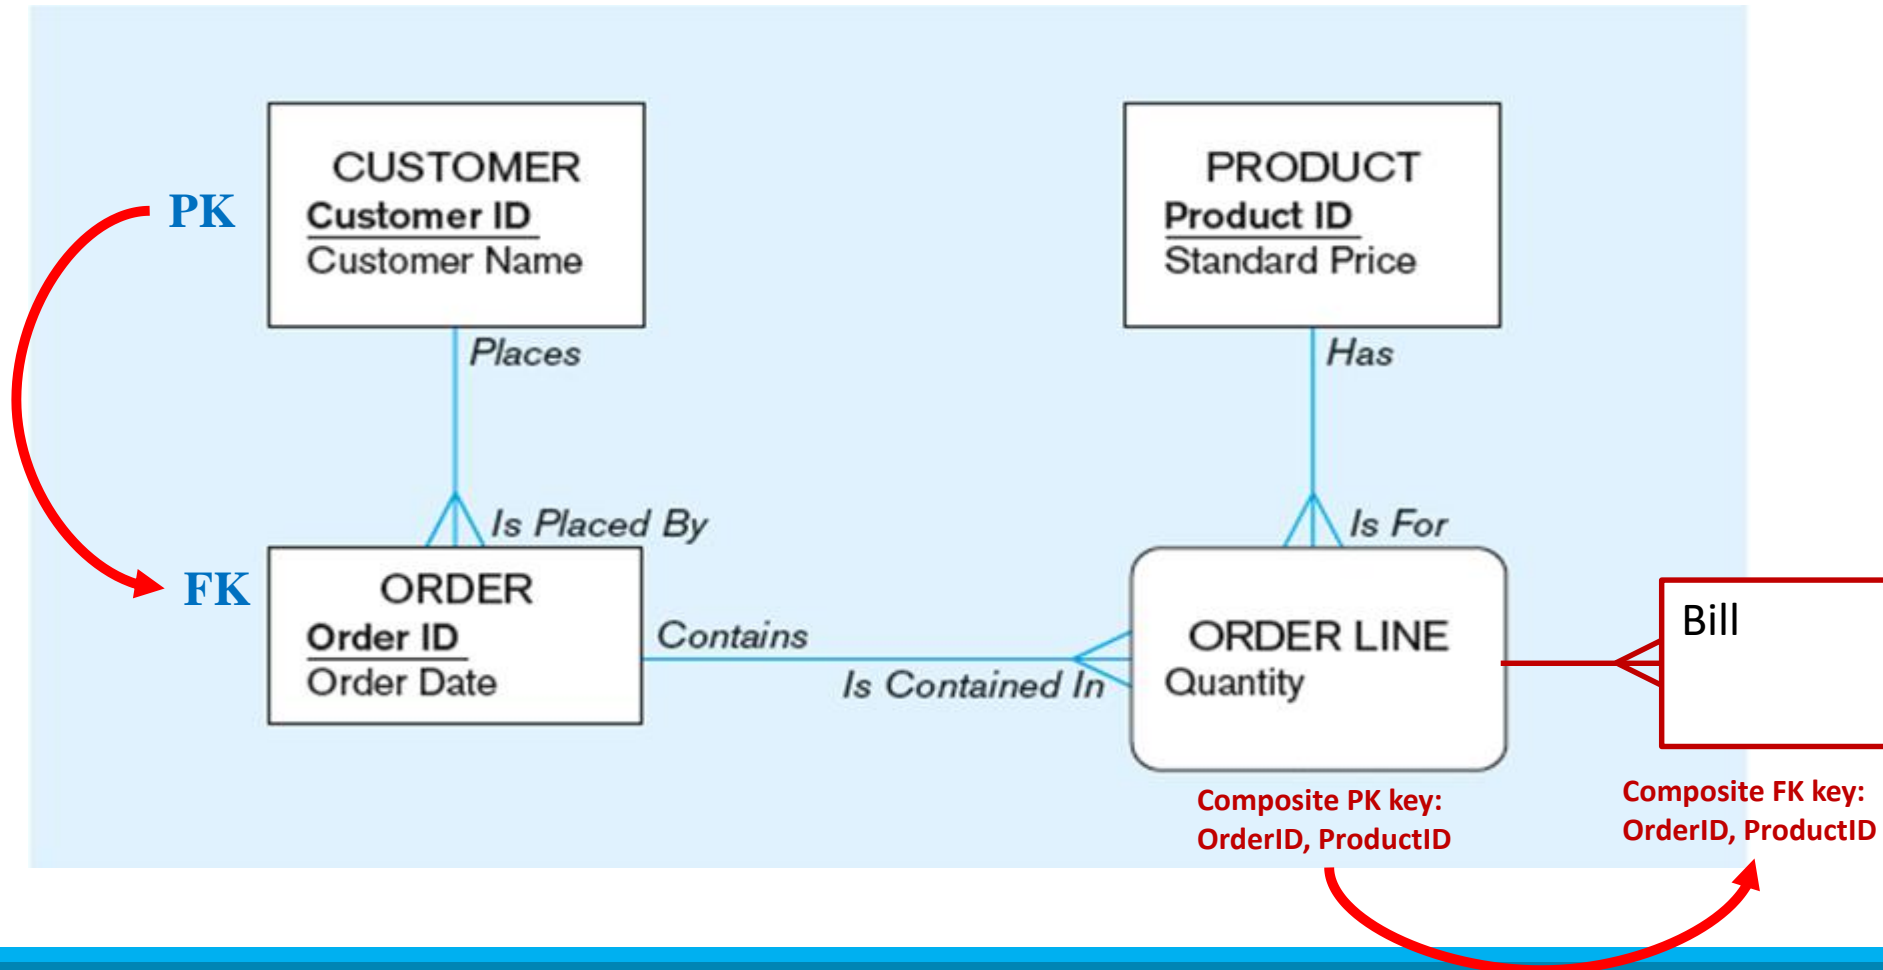 CUSTOMER
Customer ID
Customer Name
PK
Places
Is Placed By
FK
ORDER
Order ID
Order Date
Contains
Is Contained In
PRODUCT
Product ID
Standard Price
Has
Is For
ORDER LINE
Quantity
Bill
Composite PK key:
OrderID, ProductID
Composite FK key:
OrderID, ProductID